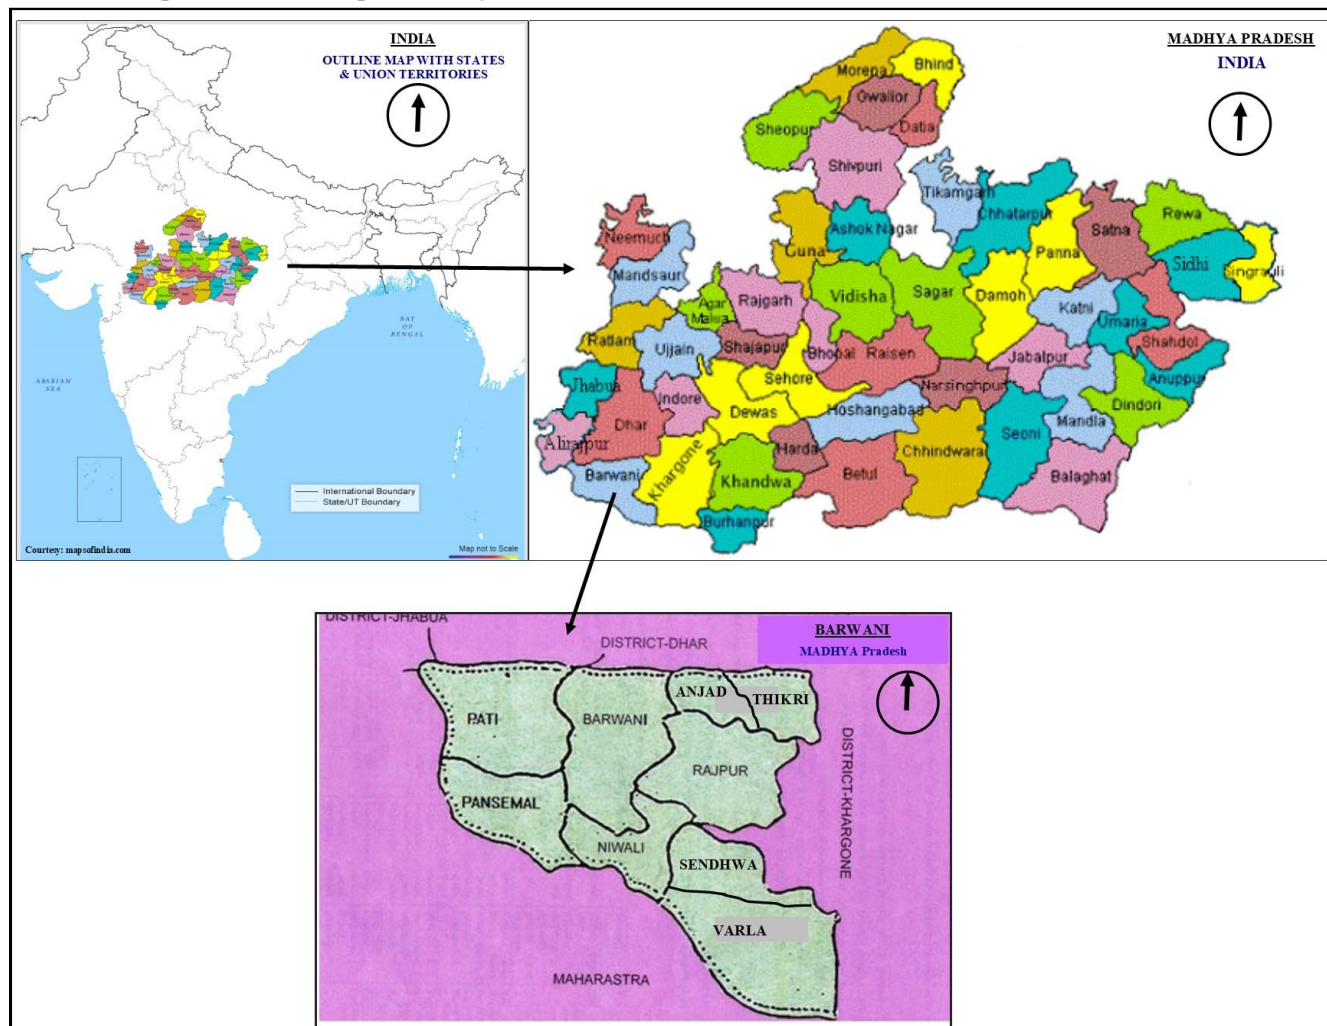 INDIA
OUTLINE MAP WITH STATES
& UNION TERRITORIES
ARABIAN
SEA
BAY
OF
BENGAL
International Boundary
State/UT Boundary
Courtesy: mapsofindia.com
Map not to Scale
MADHYA PRADESH
INDIA
Morena
Bhind
Gwalior
Datia
Sheopur
Shivpuri
Tikamgarh
Chhatarpur
Rewa
Satna
Neemuch
Guna
Ashok Nagar
Panna
Sidhi
Singrauli
Mandsaur
Agar
Malwa
Rajgarh
Vidisha
Sagar
Damoh
Katni
Umaria
Ratlam
Ujjain
Shajapur
Bhopal
Raisen
Jabalpur
Shahdol
Jhabua
Indore
Sehore
Narsinghpur
Anuppur
Dewas
Hoshangabad
Dindori
Dhar
Mandla
Alirajpur
Harda
Chhindwara
Seoni
Barwani
Khargone
Khandwa
Betul
Balaghat
Burhanpur
DISTRICT-JHABUA
DISTRICT-DHAR
BARWANI
MADHYA Pradesh
ANJAD
THIKRI
PATI
BARWANI
RAJPUR
DISTRICT-KHARGONE
PANSEMAL
NIWALI
SENDHWA
VARLA
MAHARASTRA